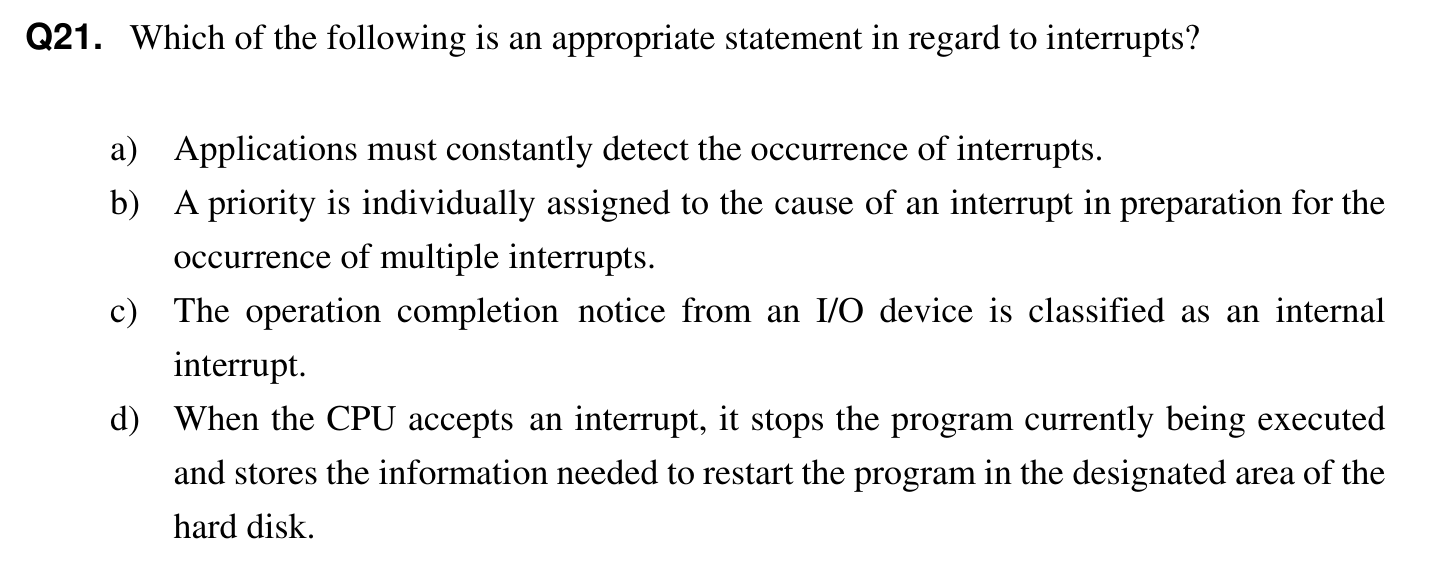 Q21. Which of the following is an appropriate statement in regard to interrupts?
a) Applications must constantly detect the occurrence of interrupts.
b) A priority is individually assigned to the cause of an interrupt in preparation for the
occurrence of multiple interrupts.
c) The operation completion notice from an I/O device is classified as an internal
interrupt.
d) When the CPU accepts an interrupt, it stops the program currently being executed
and stores the information needed to restart the program in the designated area of the
hard disk.